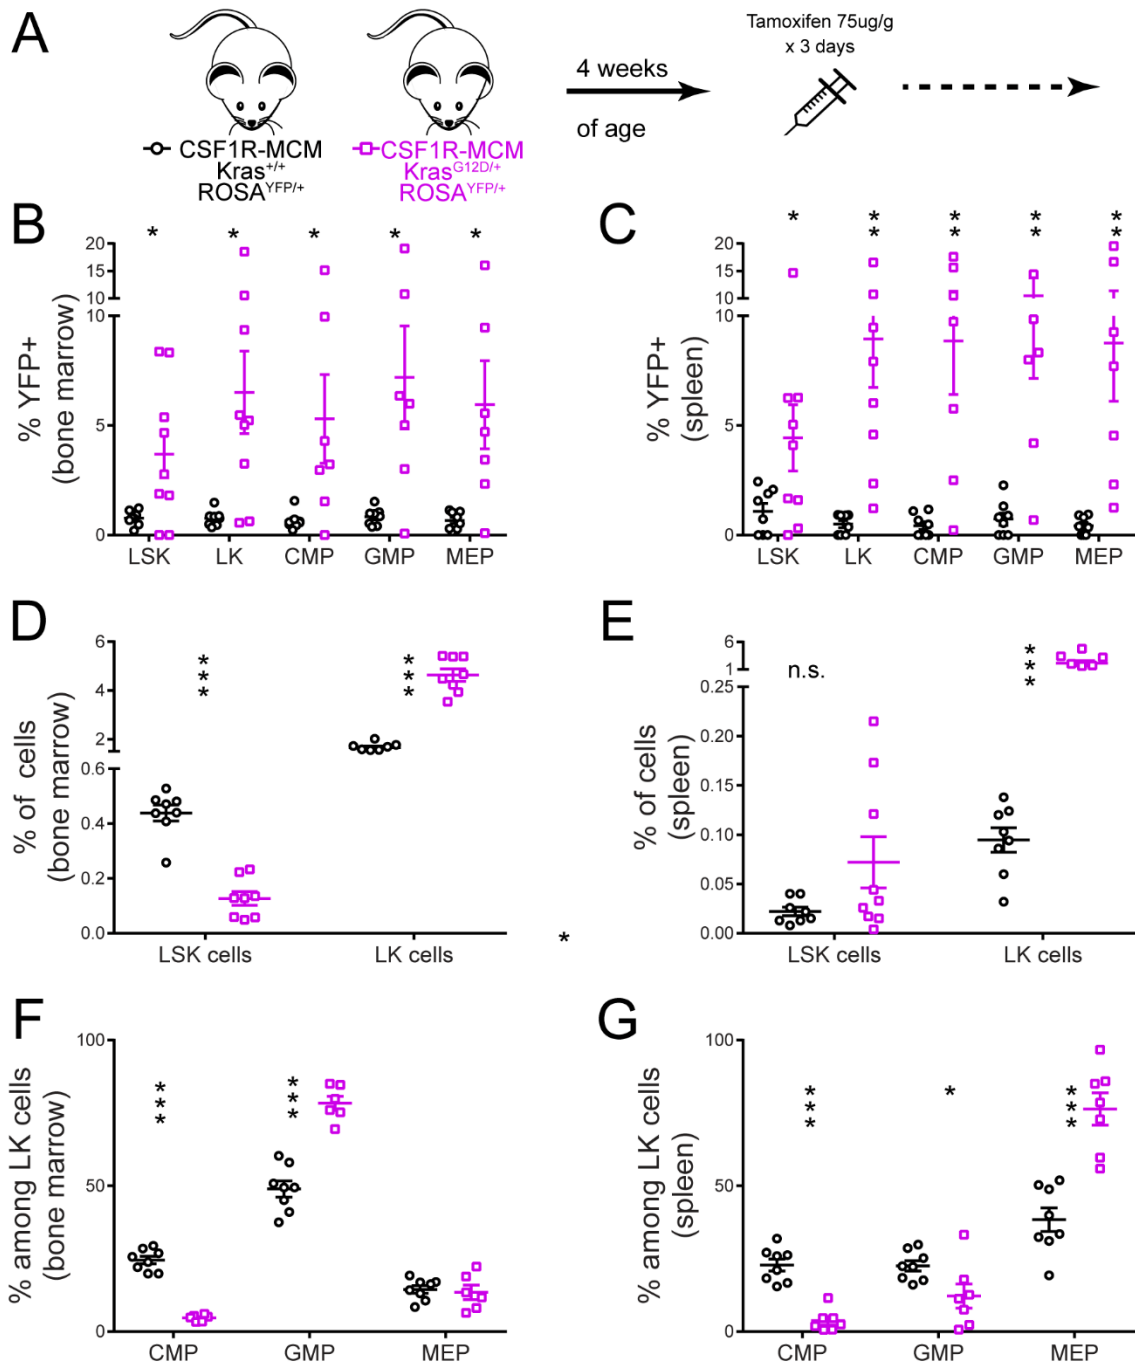 A
Tamoxifen 75ug/g
x 3 days
4 weeks
of age
CSF1R-MCM
Kras+/+
ROSAYFP/+
CSF1R-MCM
KrasG12D/+
ROSAYFP/+
B
* * * * *
% YFP+
(bone marrow)
20
15
10
10
5
0
LSK LK CMP GMP MEP
C
* ** ** ** **
% YFP+
(spleen)
20
15
10
10
5
0
LSK LK CMP GMP MEP
D
*** ***
% of cells
(bone marrow)
6
4
2
0.6
0.4
0.2
0.0
LSK cells LK cells
*
E
n.s. ***
% of cells
(spleen)
6
1
0.25
0.20
0.15
0.10
0.05
0.00
LSK cells LK cells
F
*** ***
% among LK cells
(bone marrow)
100
50
0
CMP GMP MEP
G
*** * ***
% among LK cells
(spleen)
100
50
0
CMP GMP MEP